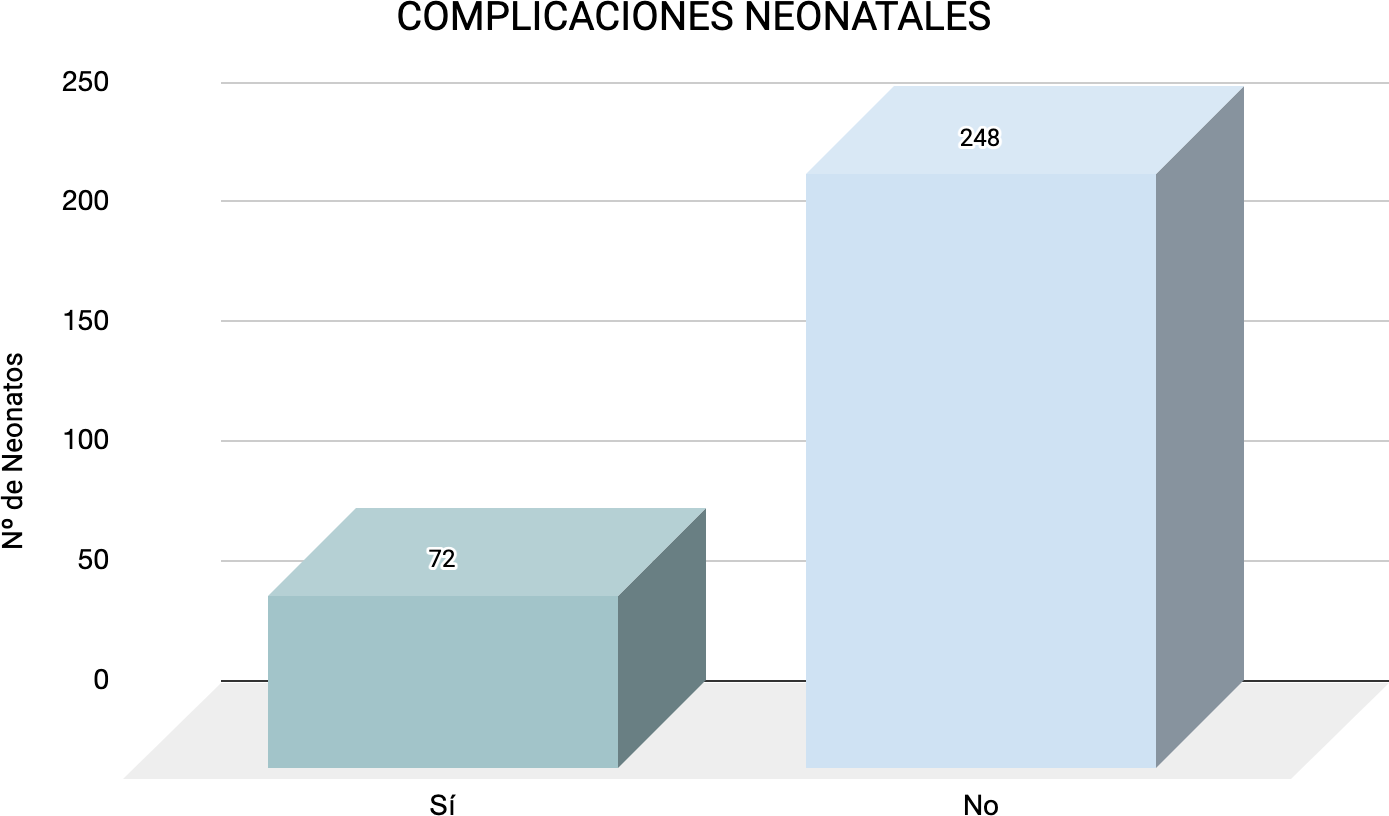 COMPLICACIONES NEONATALES
250
200
150
100
50
0
Nº de Neonatos
72
248
Sí
No